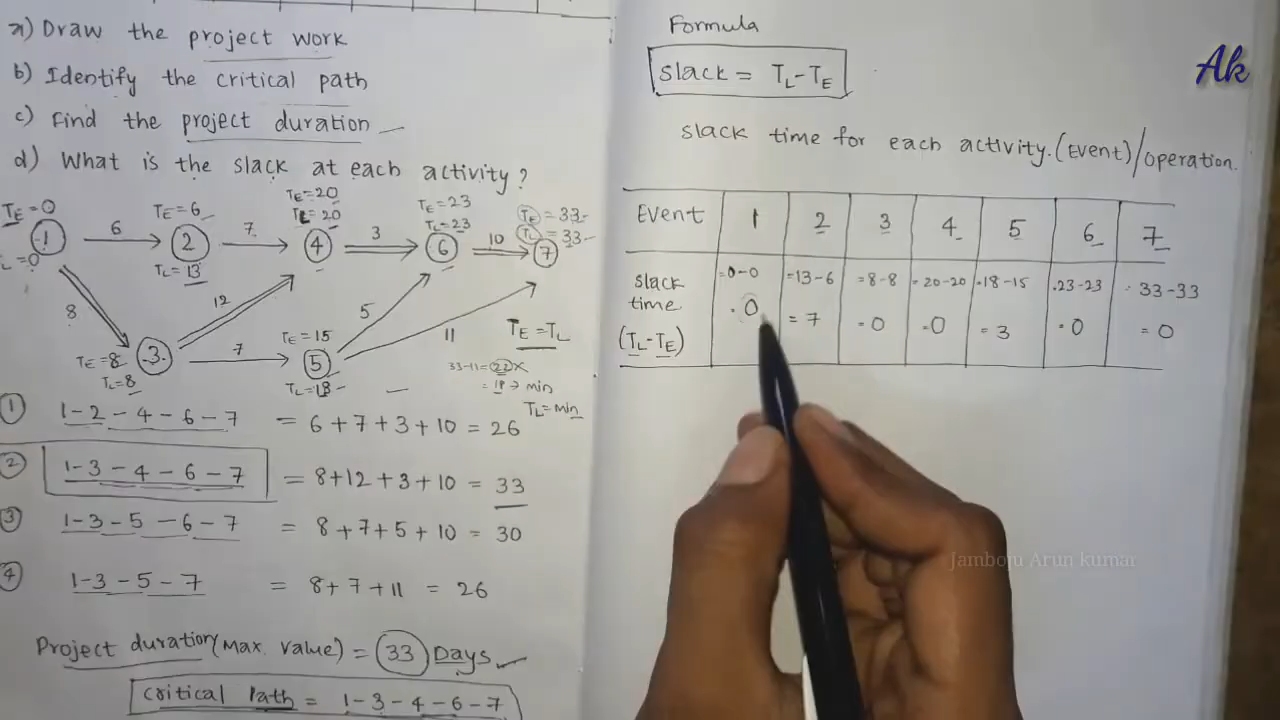 a) Draw the project work
b) Identify the critical path
c) Find the project duration
d) What is the slack at each activity?
TE=0
1
TL=0
6
TE=6
2
TL=13
7
TE=20
TL=20
4
3
TE=23
TL=23
6
10
TE=33
TL=33
7
8
12
5
11
TE=8
TL=8
3
7
TE=15
5
TL=18
TE=TL
33-11=22x
=18→min
TL=min
① 1-2-4-6-7 = 6+7+3+10 = 26
② 1-3-4-6-7 = 8+12+3+10 = 33
③ 1-3-5-6-7 = 8+7+5+10 = 30
④ 1-3-5-7 = 8+7+11 = 26
Project duration(Max value) = 33 Days
Critical Path = 1-3-4-6-7
Formula
Slack = TL-TE
Ak
Slack time for each activity.(Event)/operation.
Event 1 2 3 4 5 6 7
Slack time (TL-TE)
=0-0 =13-6 =8-8 =20-20 =18-15 =23-23 33-33
=0 =7 =0 =0 =3 =0 =0
Jamboju Arun kumar